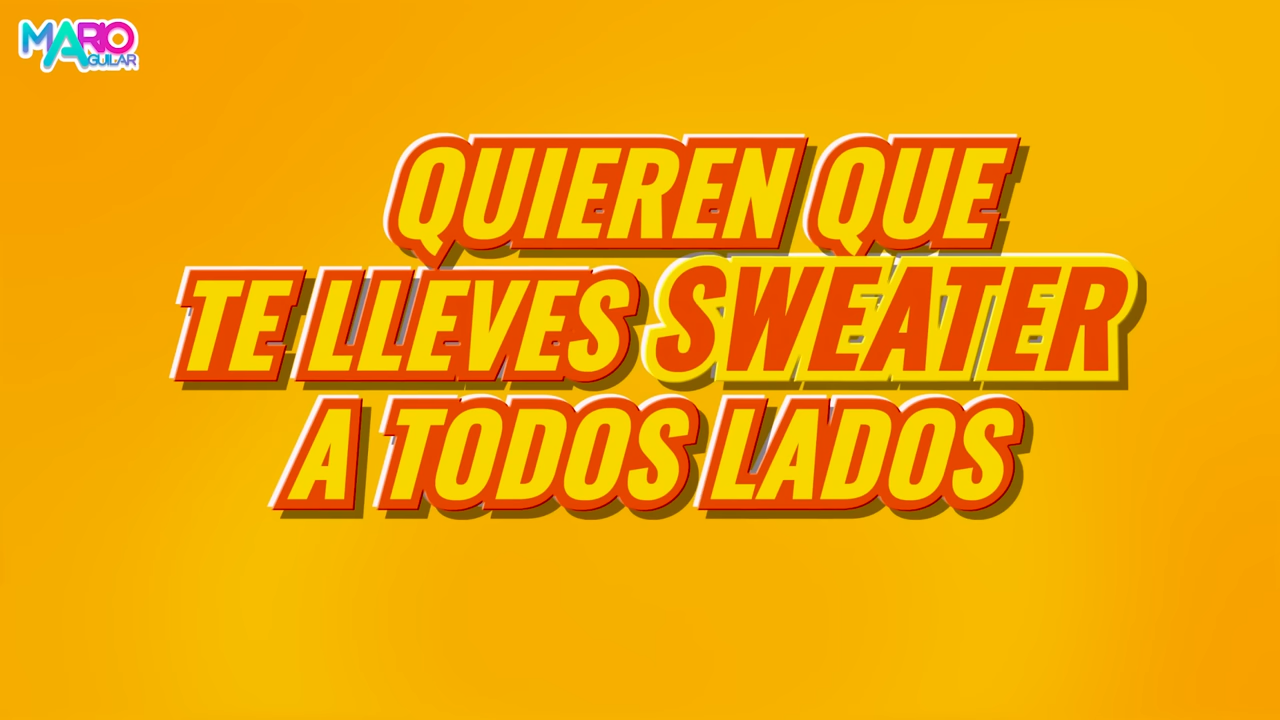 MARIO
AGUILAR
QUIEREN QUE
TE LLEVES SWEATER
A TODOS LADOS